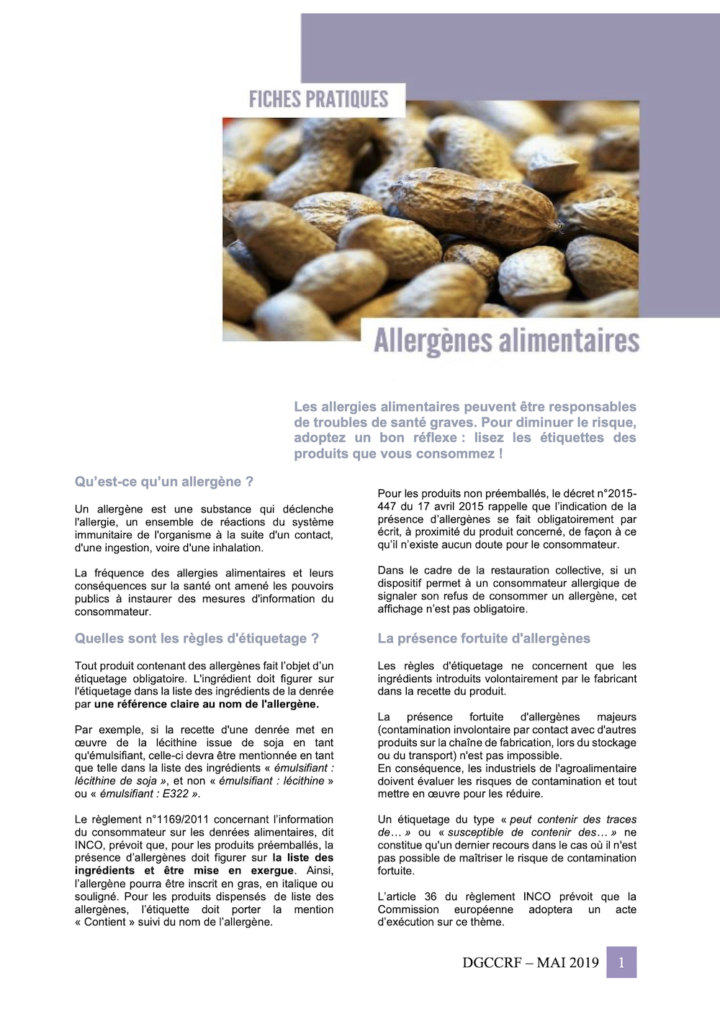 FICHES PRATIQUES
Allergènes alimentaires
Les allergies alimentaires peuvent être responsables
de troubles de santé graves. Pour diminuer le risque,
adoptez un bon réflexe : lisez les étiquettes des
produits que vous consommez !
Qu'est-ce qu'un allergène ?
Un allergène est une substance qui déclenche
l'allergie, un ensemble de réactions du système
immunitaire de l'organisme à la suite d'un contact,
d'une ingestion, voire d'une inhalation.
La fréquence des allergies alimentaires et leurs
conséquences sur la santé ont amené les pouvoirs
publics à instaurer des mesures d'information du
consommateur.
Quelles sont les règles d'étiquetage ?
Tout produit contenant des allergènes fait l'objet d'un
étiquetage obligatoire. L'ingrédient doit figurer sur
l'étiquetage dans la liste des ingrédients de la denrée
par une référence claire au nom de l'allergène.
Par exemple, si la recette d'une denrée met en
œuvre de la lécithine issue de soja en tant
qu'émulsifiant, celle-ci devra être mentionnée en tant
que telle dans la liste des ingrédients « émulsifiant :
lécithine de soja », et non « émulsifiant : lécithine »
ou « émulsifiant : E322 ».
Le règlement n°1169/2011 concernant l'information
du consommateur sur les denrées alimentaires, dit
INCO, prévoit que, pour les produits préemballés, la
présence d'allergènes doit figurer sur la liste des
ingrédients et être mise en exergue. Ainsi,
l'allergène pourra être inscrit en gras, en italique ou
souligné. Pour les produits dispensés de liste des
allergènes, l'étiquette doit porter la mention
« Contient » suivi du nom de l'allergène.
Pour les produits non préemballés, le décret n°2015-
447 du 17 avril 2015 rappelle que l'indication de la
présence d'allergènes se fait obligatoirement par
écrit, à proximité du produit concerné, de façon à ce
qu'il n'existe aucun doute pour le consommateur.
Dans le cadre de la restauration collective, si un
dispositif permet à un consommateur allergique de
signaler son refus de consommer un allergène, cet
affichage n'est pas obligatoire.
La présence fortuite d'allergènes
Les règles d'étiquetage ne concernent que les
ingrédients introduits volontairement par le fabricant
dans la recette du produit.
La présence fortuite d'allergènes majeurs
(contamination involontaire par contact avec d'autres
produits sur la chaîne de fabrication, lors du stockage
ou du transport) n'est pas impossible.
En conséquence, les industriels de l'agroalimentaire
doivent évaluer les risques de contamination et tout
mettre en œuvre pour les réduire.
Un étiquetage du type « peut contenir des traces
de… » ou « susceptible de contenir des… » ne
constitue qu'un dernier recours dans le cas où il n'est
pas possible de maîtriser le risque de contamination
fortuite.
L'article 36 du règlement INCO prévoit que la
Commission européenne adoptera un acte
d'exécution sur ce thème.
DGCCRF – MAI 2019 1